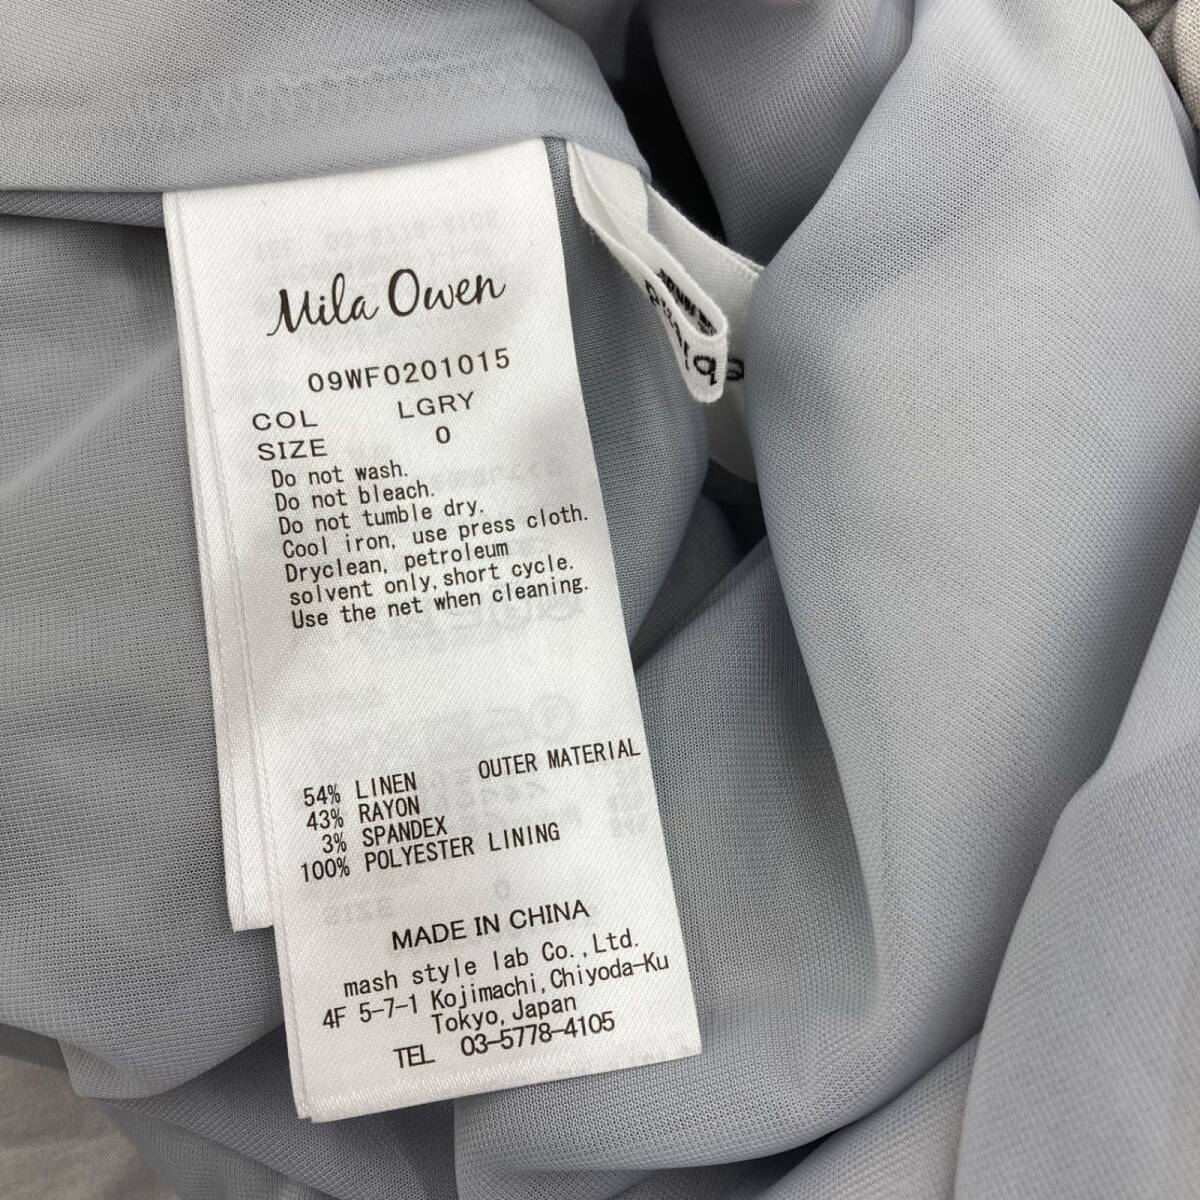 Mila Owen
09WF0201015
COL LGRY
SIZE 0
Do not wash.
Do not bleach.
Do not tumble dry.
Cool iron, use press cloth.
Dryclean, petroleum
solvent only, short cycle.
Use the net when cleaning.
OUTER MATERIAL
54% LINEN
43% RAYON
3% SPANDEX
100% POLYESTER LINING
MADE IN CHINA
mash style lab Co.,Ltd.
4F 5-7-1 Kojimachi,Chiyoda-Ku
Tokyo,Japan
TEL 03-5778-4105